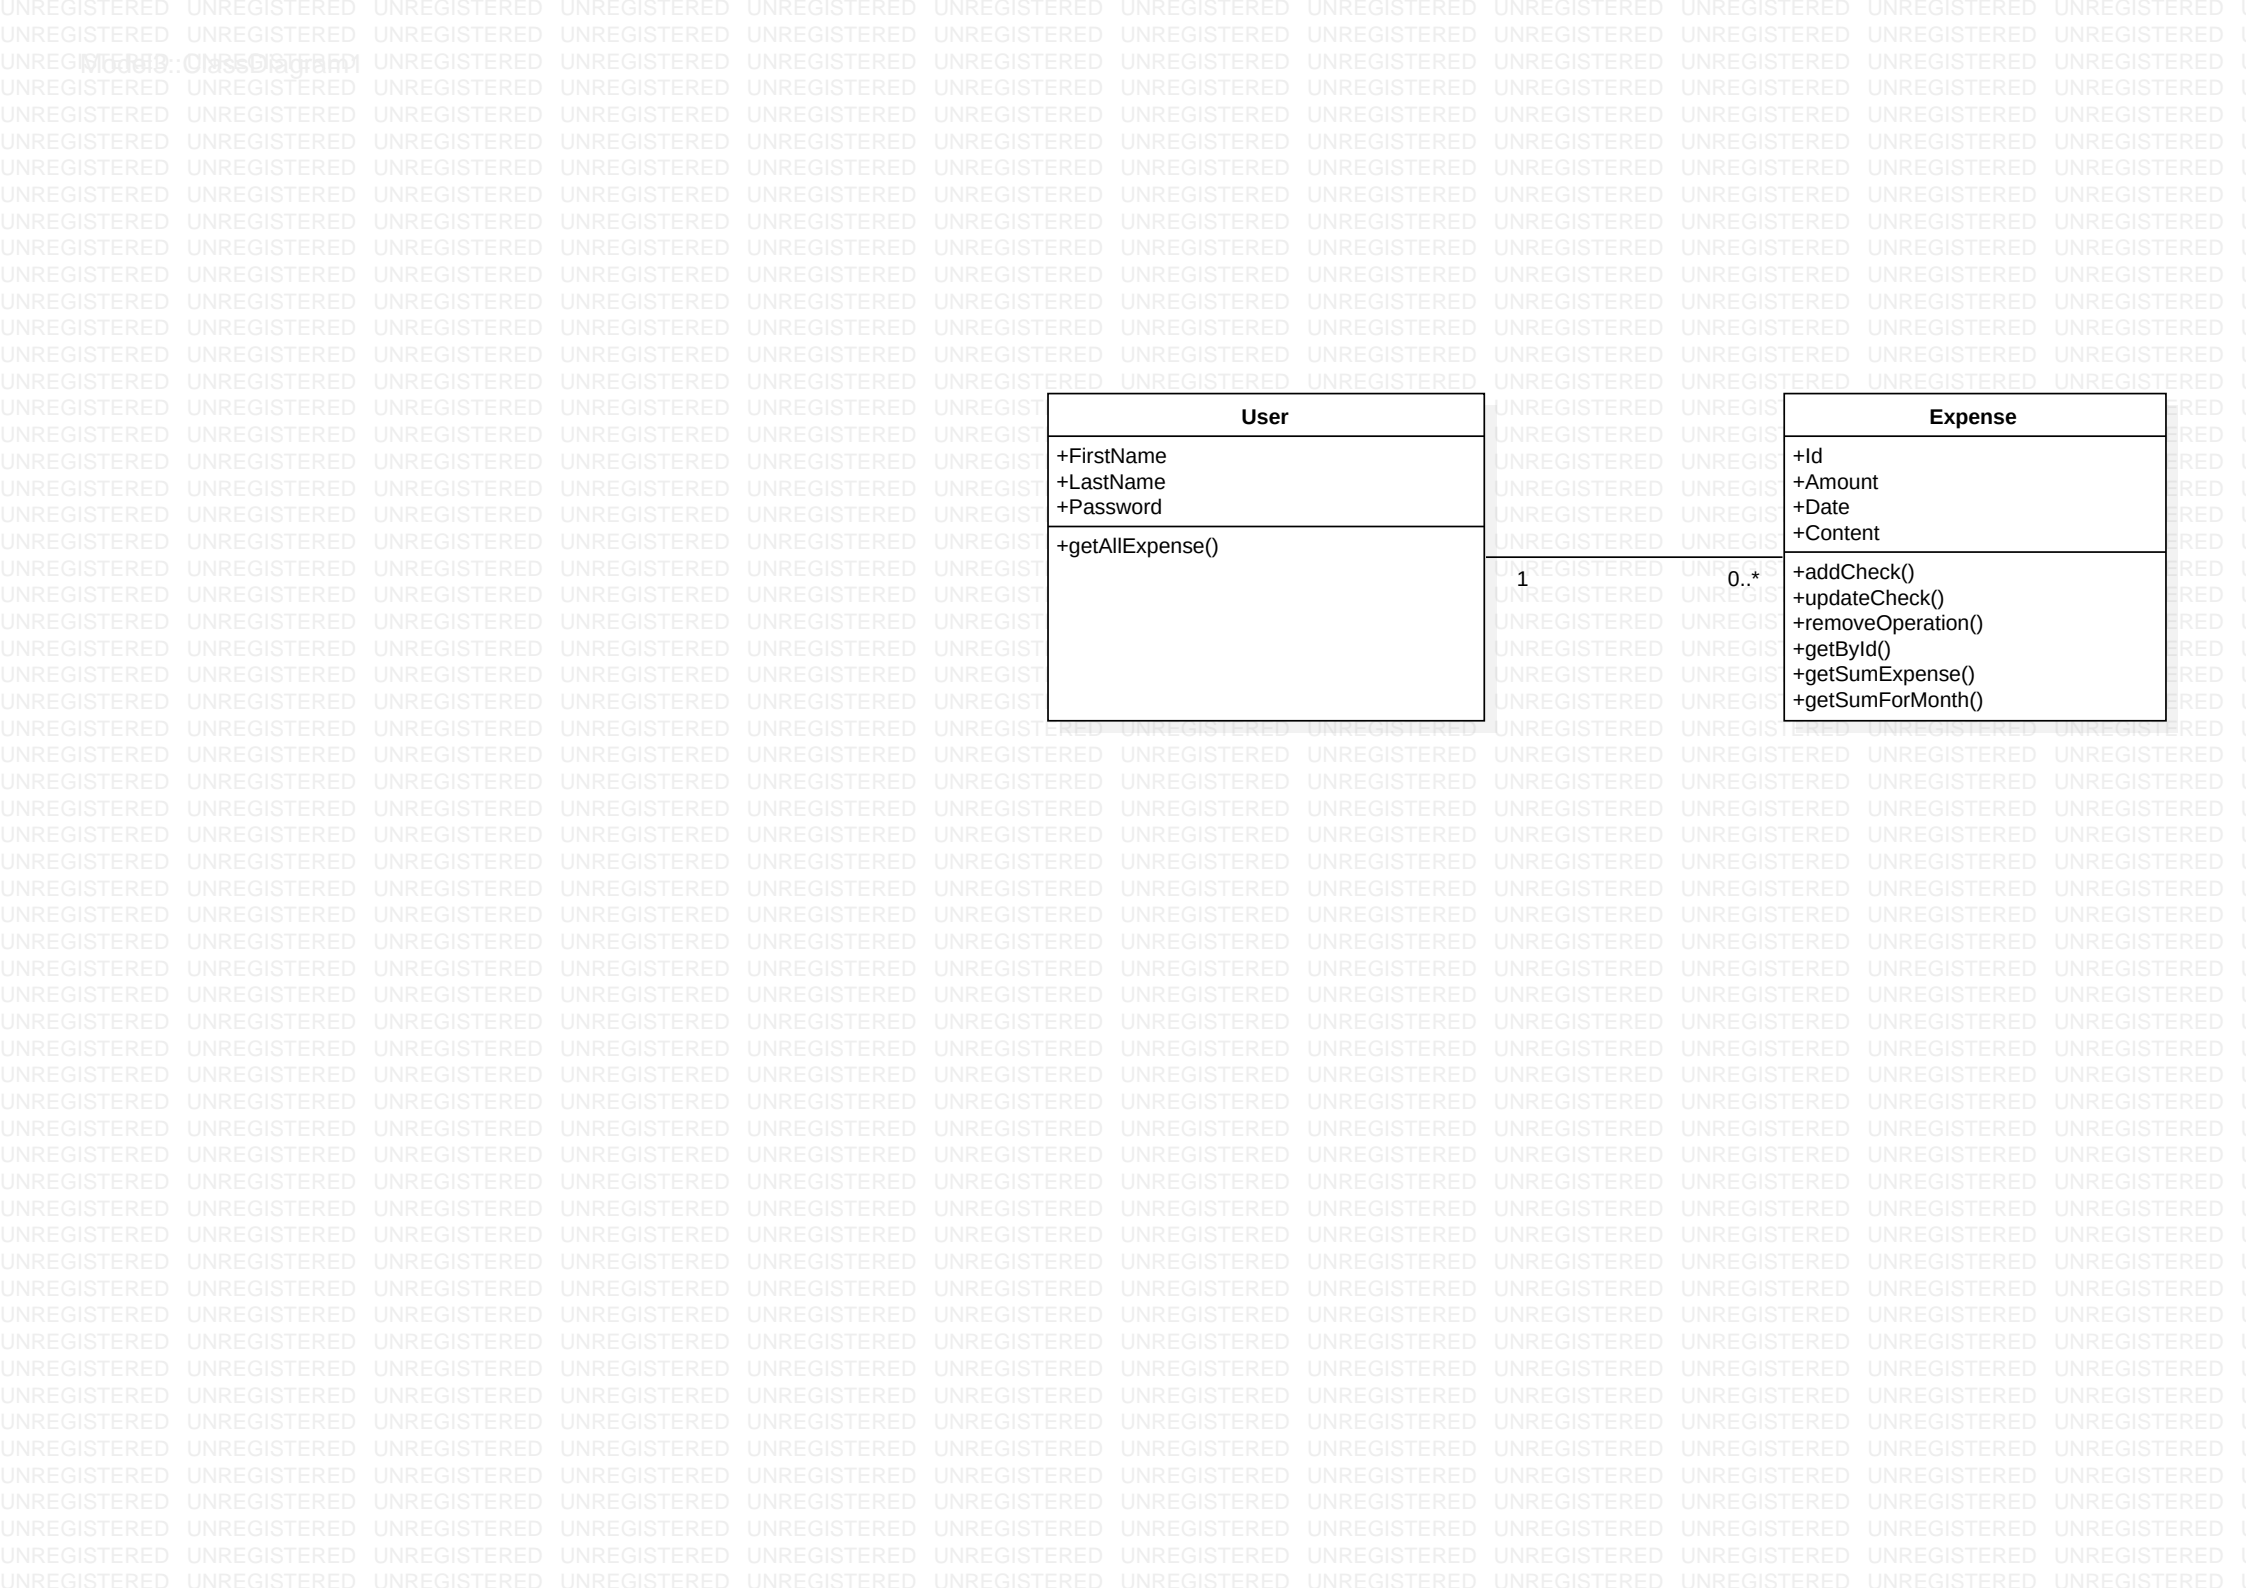 Model3::ClassDiagram1
User
+FirstName
+LastName
+Password
+getAllExpense()
1
0..*
Expense
+Id
+Amount
+Date
+Content
+addCheck()
+updateCheck()
+removeOperation()
+getById()
+getSumExpense()
+getSumForMonth()
UNREGISTERED